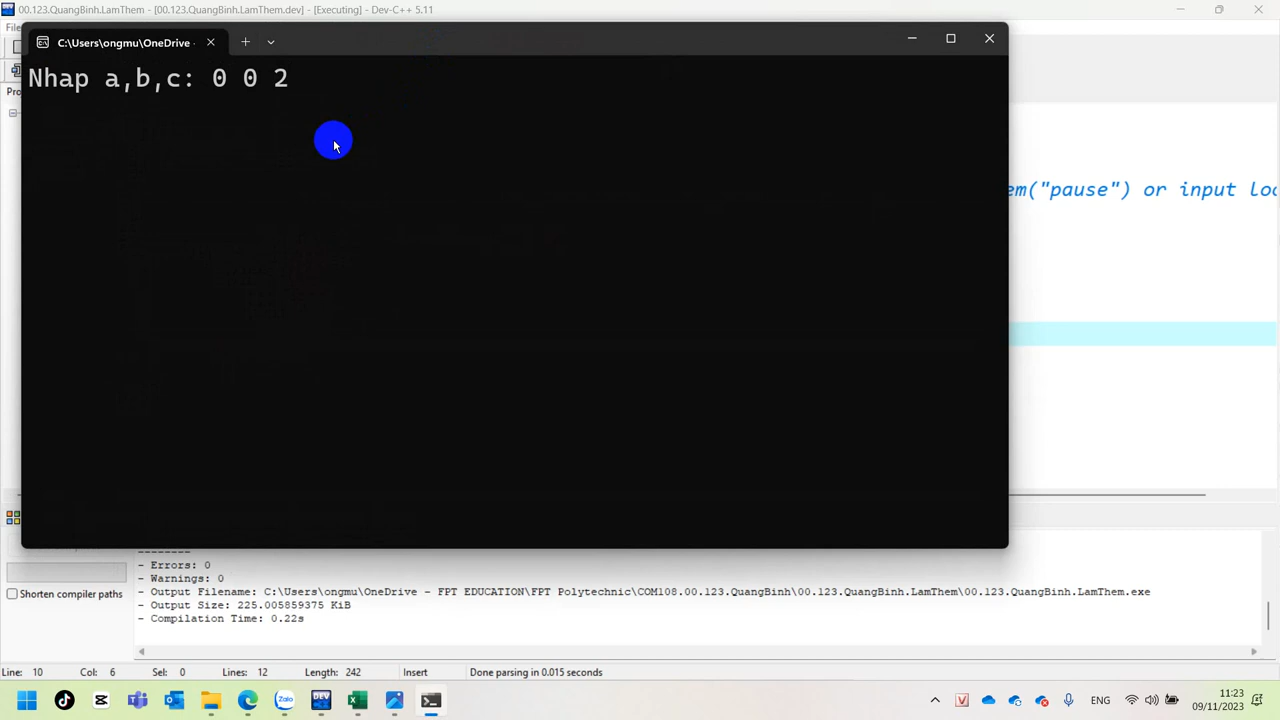 00.123.QuangBinh.LamThem - [00.123.QuangBinh.LamThem.dev] - [Executing] - Dev-C++ 5.11
C:\Users\ongmu\OneDrive
Nhap a,b,c: 0 0 2
em("pause") or input loo
- Errors: 0
- Warnings: 0
- Output Filename: C:\Users\ongmu\OneDrive - FPT EDUCATION\FPT Polytechnic\COM108.00.123.QuangBinh\00.123.QuangBinh.LamThem\00.123.QuangBinh.LamThem.exe
- Output Size: 225.005859375 KiB
- Compilation Time: 0.22s
Shorten compiler paths
Line: 10 Col: 6 Sel: 0 Lines: 12 Length: 242 Insert Done parsing in 0.015 seconds
ENG
11:23
09/11/2023